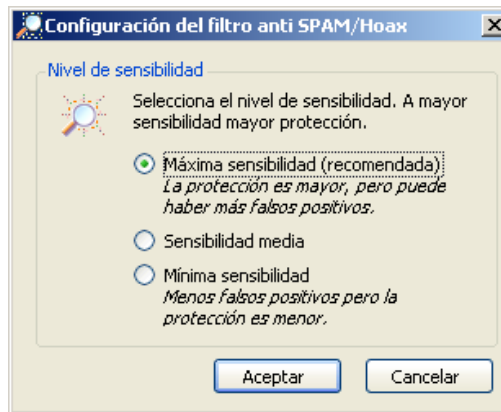 Configuración del filtro anti SPAM/Hoax
Nivel de sensibilidad
Selecciona el nivel de sensibilidad. A mayor
sensibilidad mayor protección.
Máxima sensibilidad (recomendada)
La protección es mayor, pero puede
haber más falsos positivos.
Sensibilidad media
Mínima sensibilidad
Menos falsos positivos pero la
protección es menor.
Aceptar
Cancelar